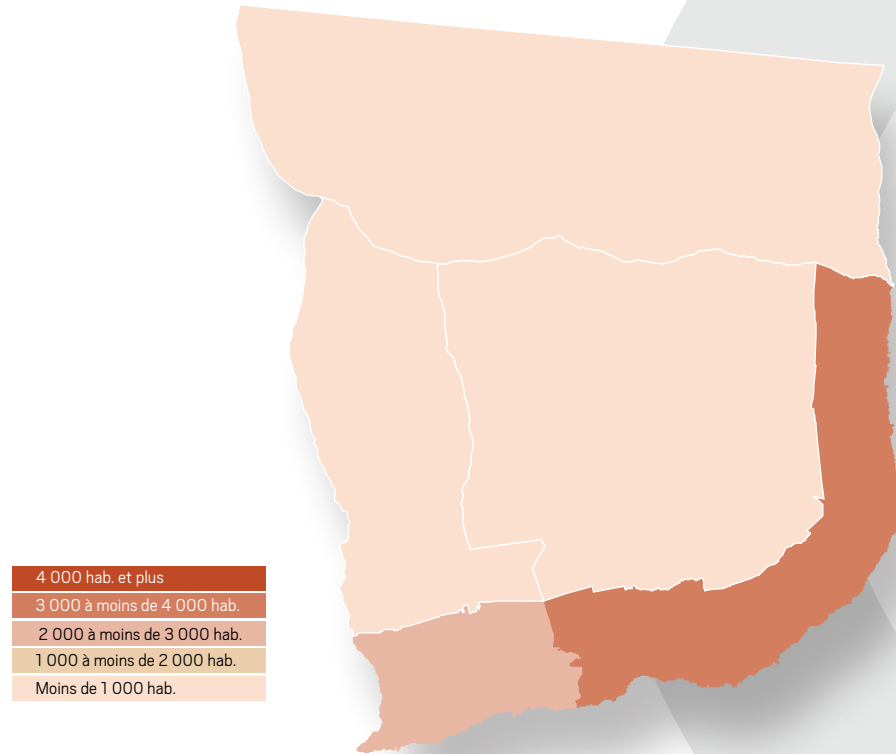 4 000 hab. et plus
3 000 à moins de 4 000 hab.
2 000 à moins de 3 000 hab.
1 000 à moins de 2 000 hab.
Moins de 1 000 hab.